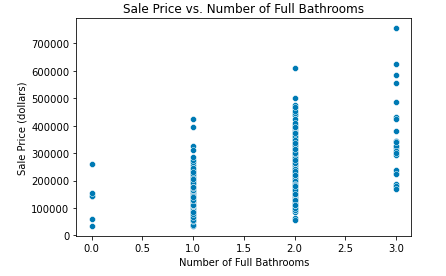 Sale Price vs. Number of Full Bathrooms
700000
600000
500000
400000
300000
200000
100000
0
Sale Price (dollars)
0.0 0.5 1.0 1.5 2.0 2.5 3.0
Number of Full Bathrooms